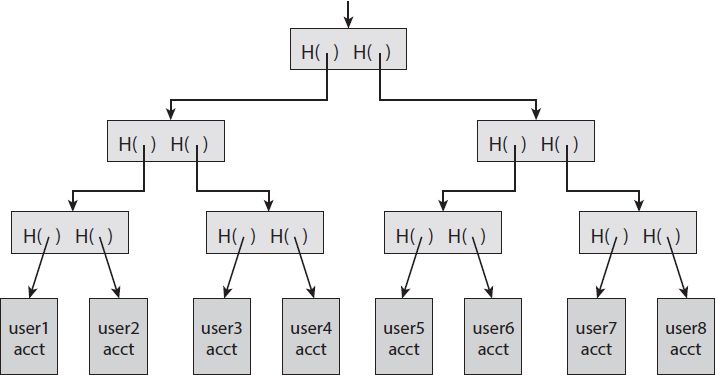 H( ) H( )
H( ) H( )
H( ) H( )
H( ) H( )
H( ) H( )
H( ) H( )
H( ) H( )
user1
acct
user2
acct
user3
acct
user4
acct
user5
acct
user6
acct
user7
acct
user8
acct